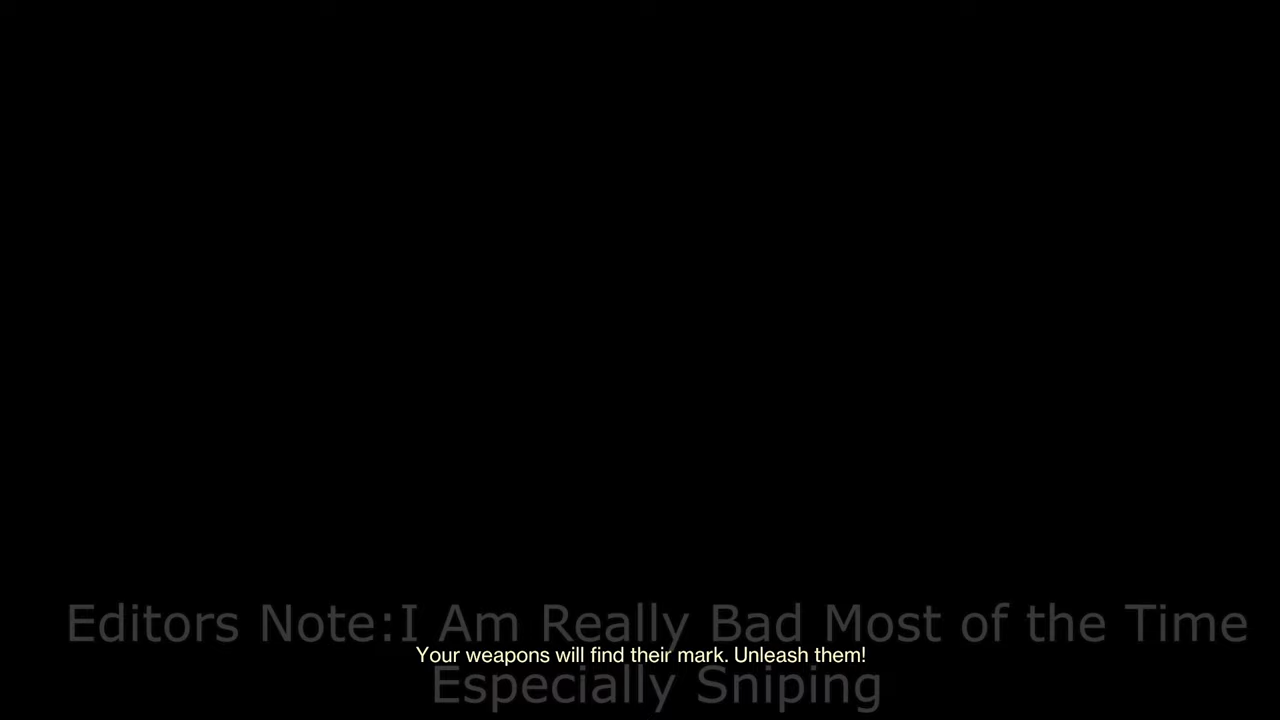 Editors Note:I Am Really Bad Most of the Time
Your weapons will find their mark. Unleash them!
Especially Sniping